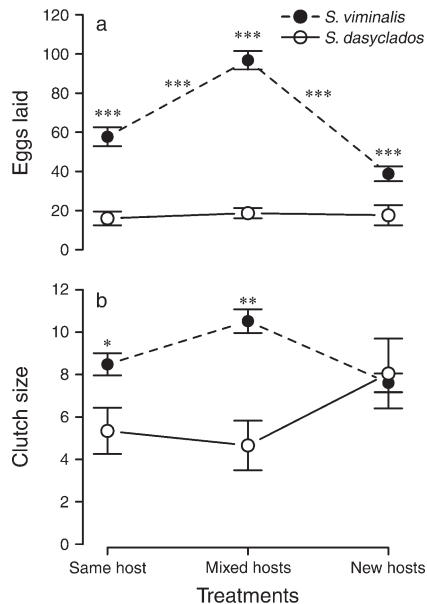 a
S. viminalis
S. dasyclados
120
100
80
60
40
20
0
Eggs laid
***
***
***
***
***
b
12
10
8
6
4
2
0
Clutch size
*
**
Same host
Mixed hosts
New hosts
Treatments